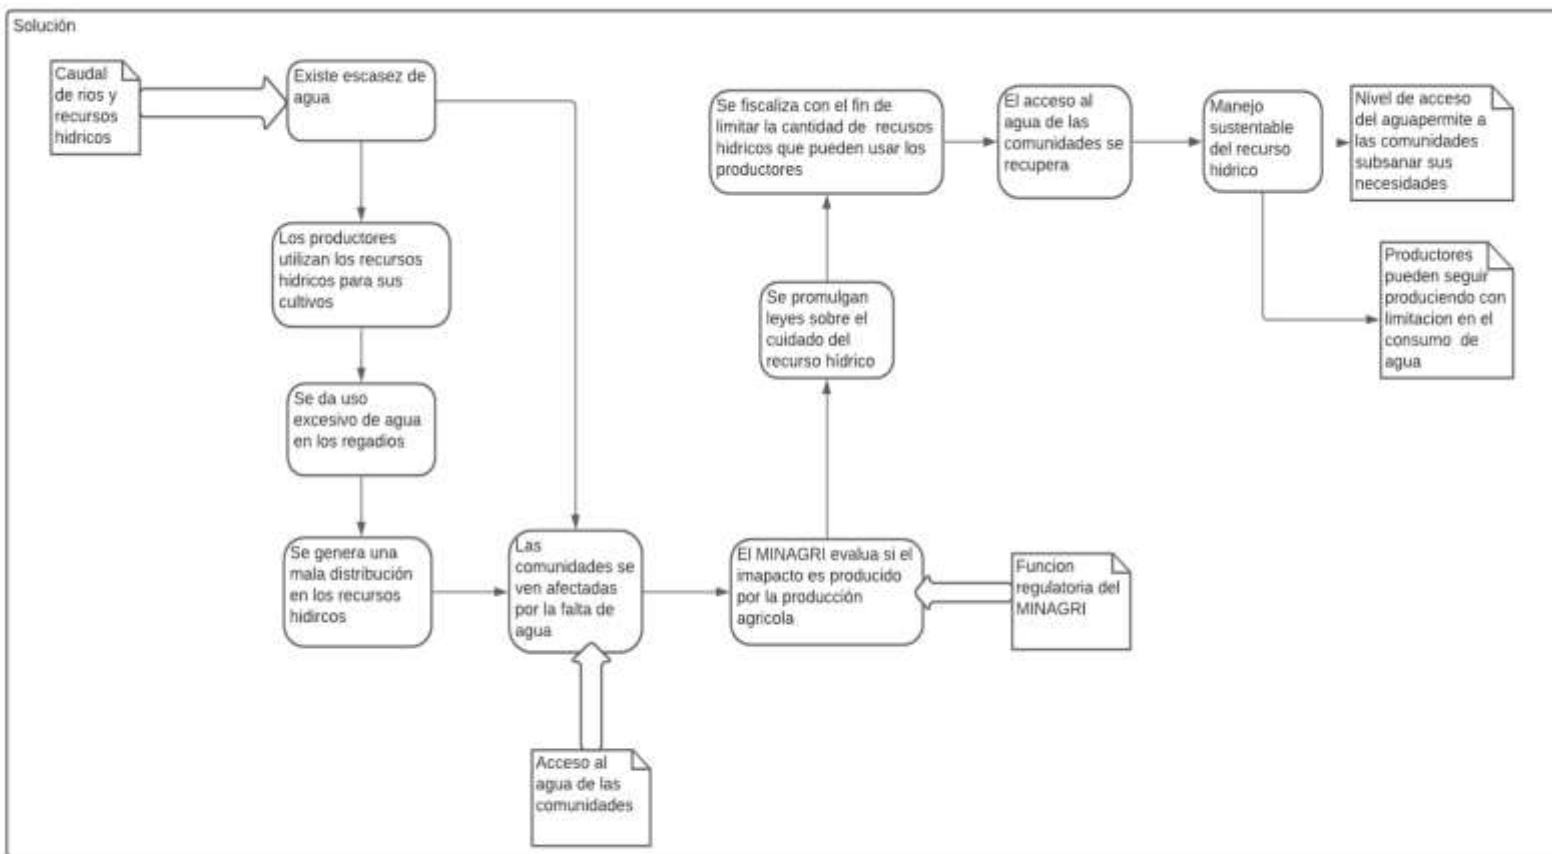 Solución
Caudal
de rios y
recursos
hídricos
Existe escasez de
agua
Los productores
utilizan los recursos
hídricos para sus
cultivos
Se da uso
excesivo de agua
en los regadios
Se genera una
mala distribución
en los recursos
hidircos
Las
comunidades se
ven afectadas
por la falta de
agua
Acceso al
agua de las
comunidades
El MINAGRI evalua si el
imapacto es producido
por la producción
agricola
Funcion
regulatoria del
MINAGRI
Se promulgan
leyes sobre el
cuidado del
recurso hídrico
Se fiscaliza con el fin de
limitar la cantidad de recusos
hídricos que pueden usar los
productores
El acceso al
agua de las
comunidades se
recupera
Manejo
sustentable
del recurso
hídrico
Nivel de acceso
del aguapermite a
las comunidades
subsanar sus
necesidades
Productores
pueden seguir
produciendo con
limitacion en el
consumo de
agua